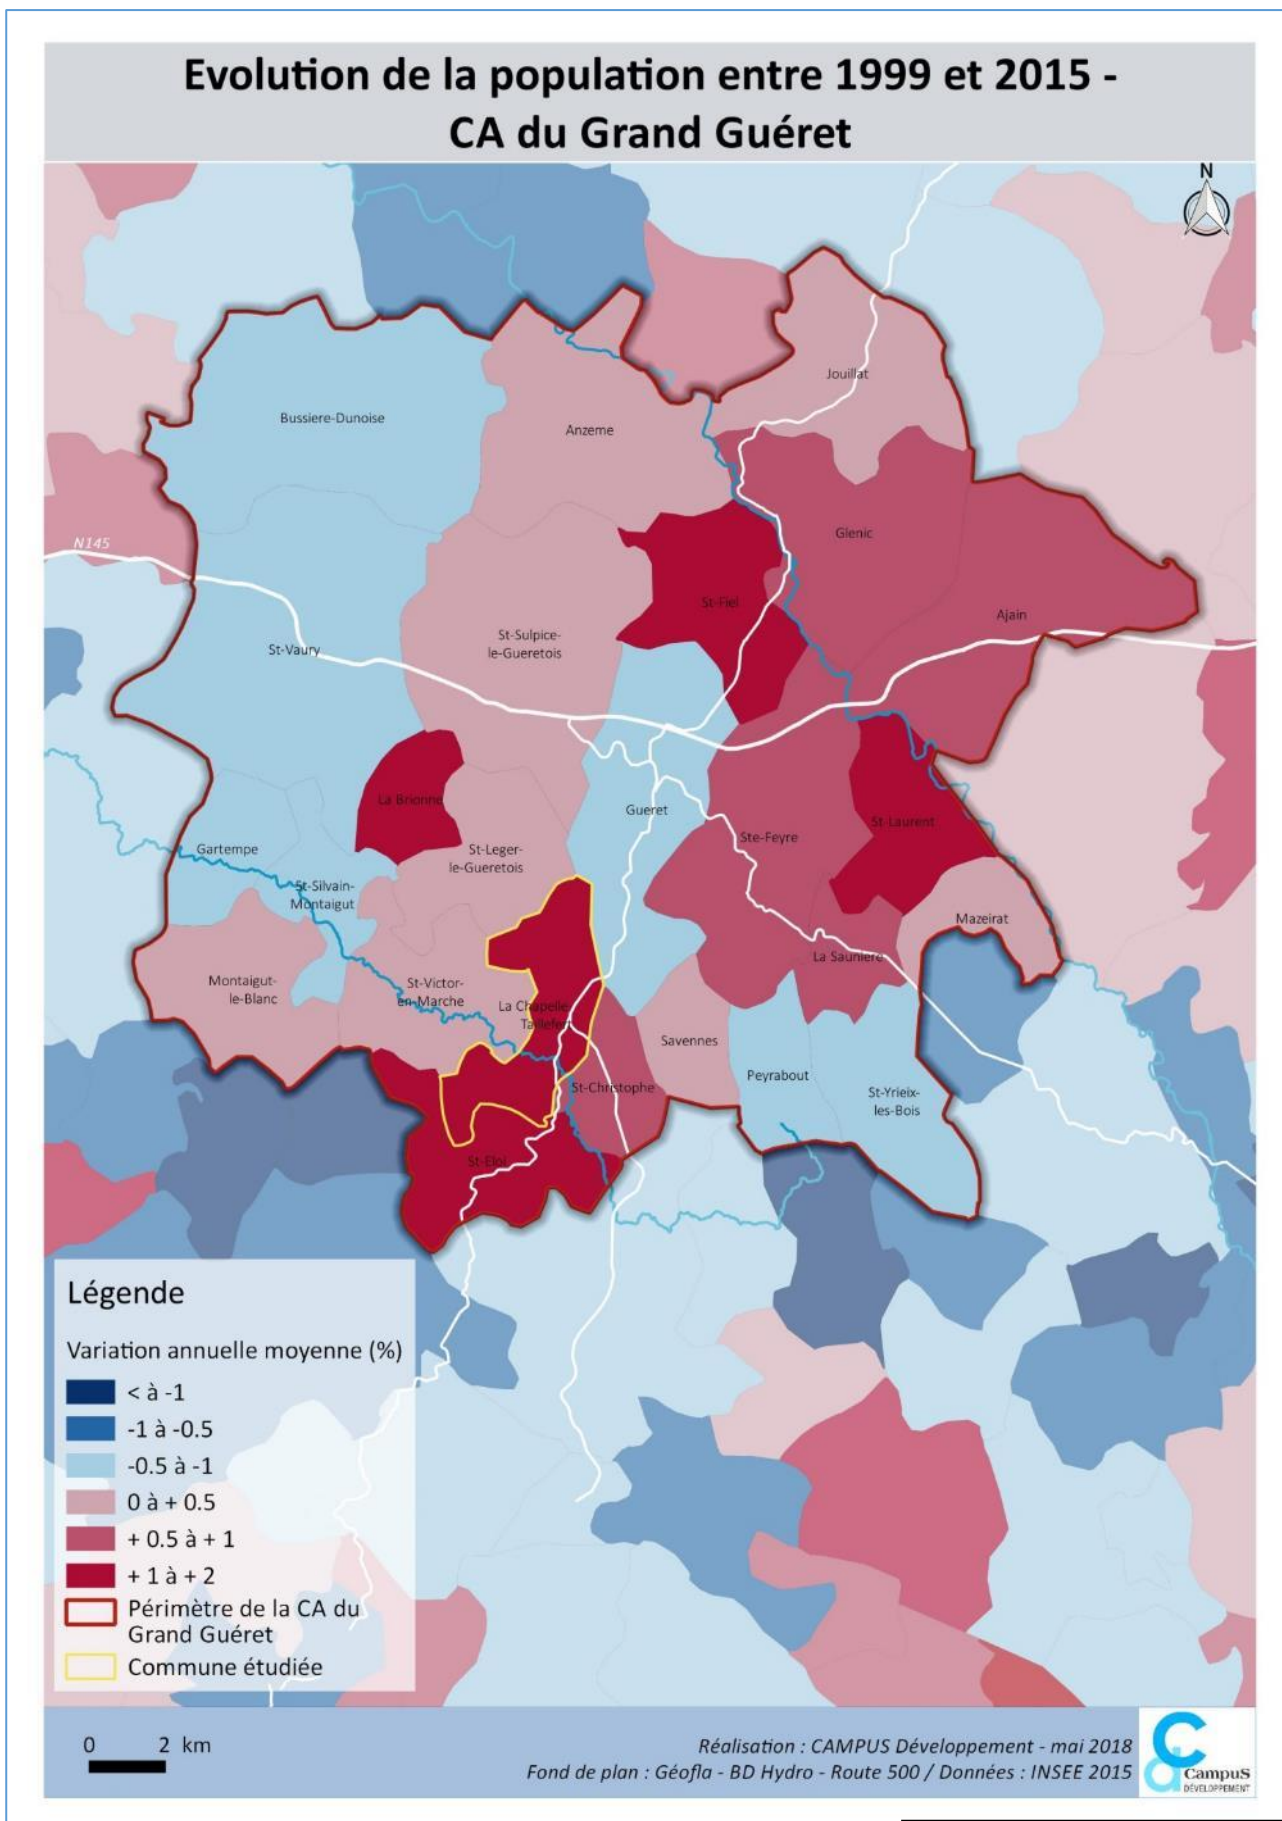 Evolution de la population entre 1999 et 2015 -
CA du Grand Guéret
N
Jouillat
Bussiere-Dunoise
Anzeme
Glenic
N145
St-Fiel
Ajain
St-Sulpice-
le-Gueretois
St-Vaury
La Brionne
Gueret
St-Laurent
Ste-Feyre
Gartempe
St-Leger-
le-Gueretois
St-Silvain-
Montaigut
Mazeirat
La Sauniere
Montaigut-
le-Blanc
St-Victor-
en-Marche
La Chapelle-
Taillefert
Savennes
Peyrabout
St-Christophe
St-Yrieix-
les-Bois
St-Eloi
Légende
Variation annuelle moyenne (%)
< à -1
-1 à -0.5
-0.5 à -1
0 à + 0.5
+ 0.5 à + 1
+ 1 à + 2
Périmètre de la CA du
Grand Guéret
Commune étudiée
0 2 km
Réalisation : CAMPUS Développement - mai 2018
Fond de plan : Géofla - BD Hydro - Route 500 / Données : INSEE 2015
Campus
DÉVELOPPEMENT